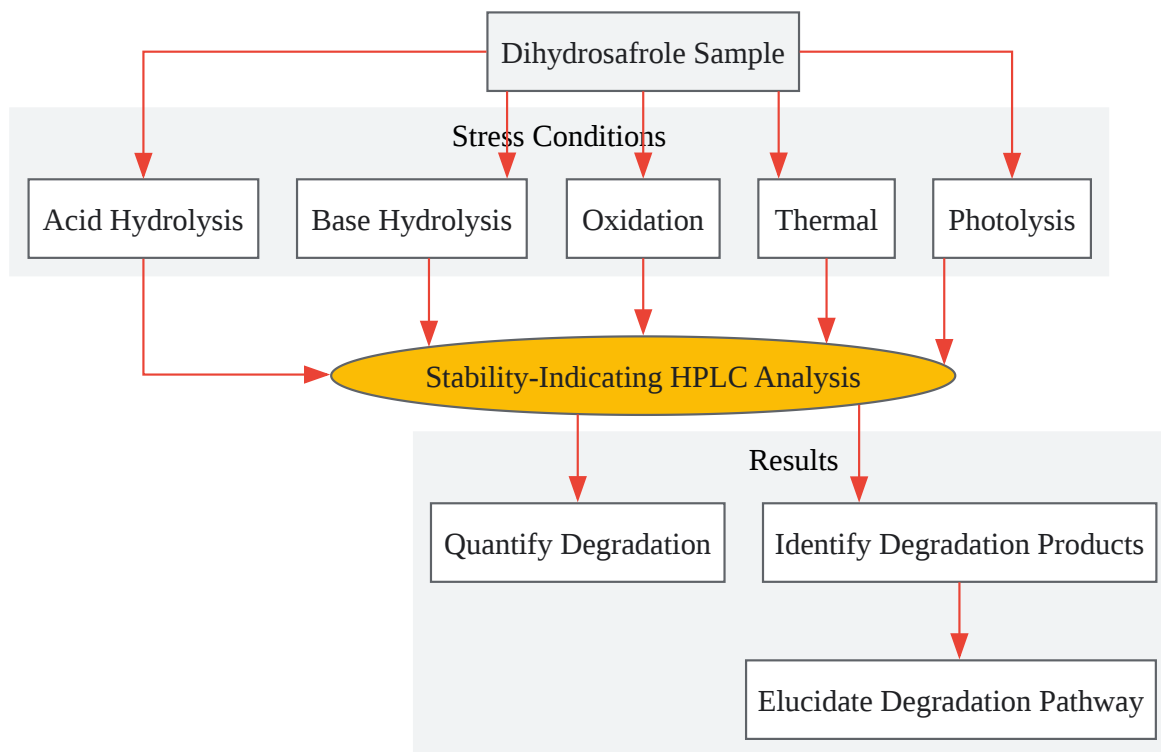 Dihydrosafrole Sample
Stress Conditions
Acid Hydrolysis
Base Hydrolysis
Oxidation
Thermal
Photolysis
Stability-Indicating HPLC Analysis
Results
Quantify Degradation
Identify Degradation Products
Elucidate Degradation Pathway